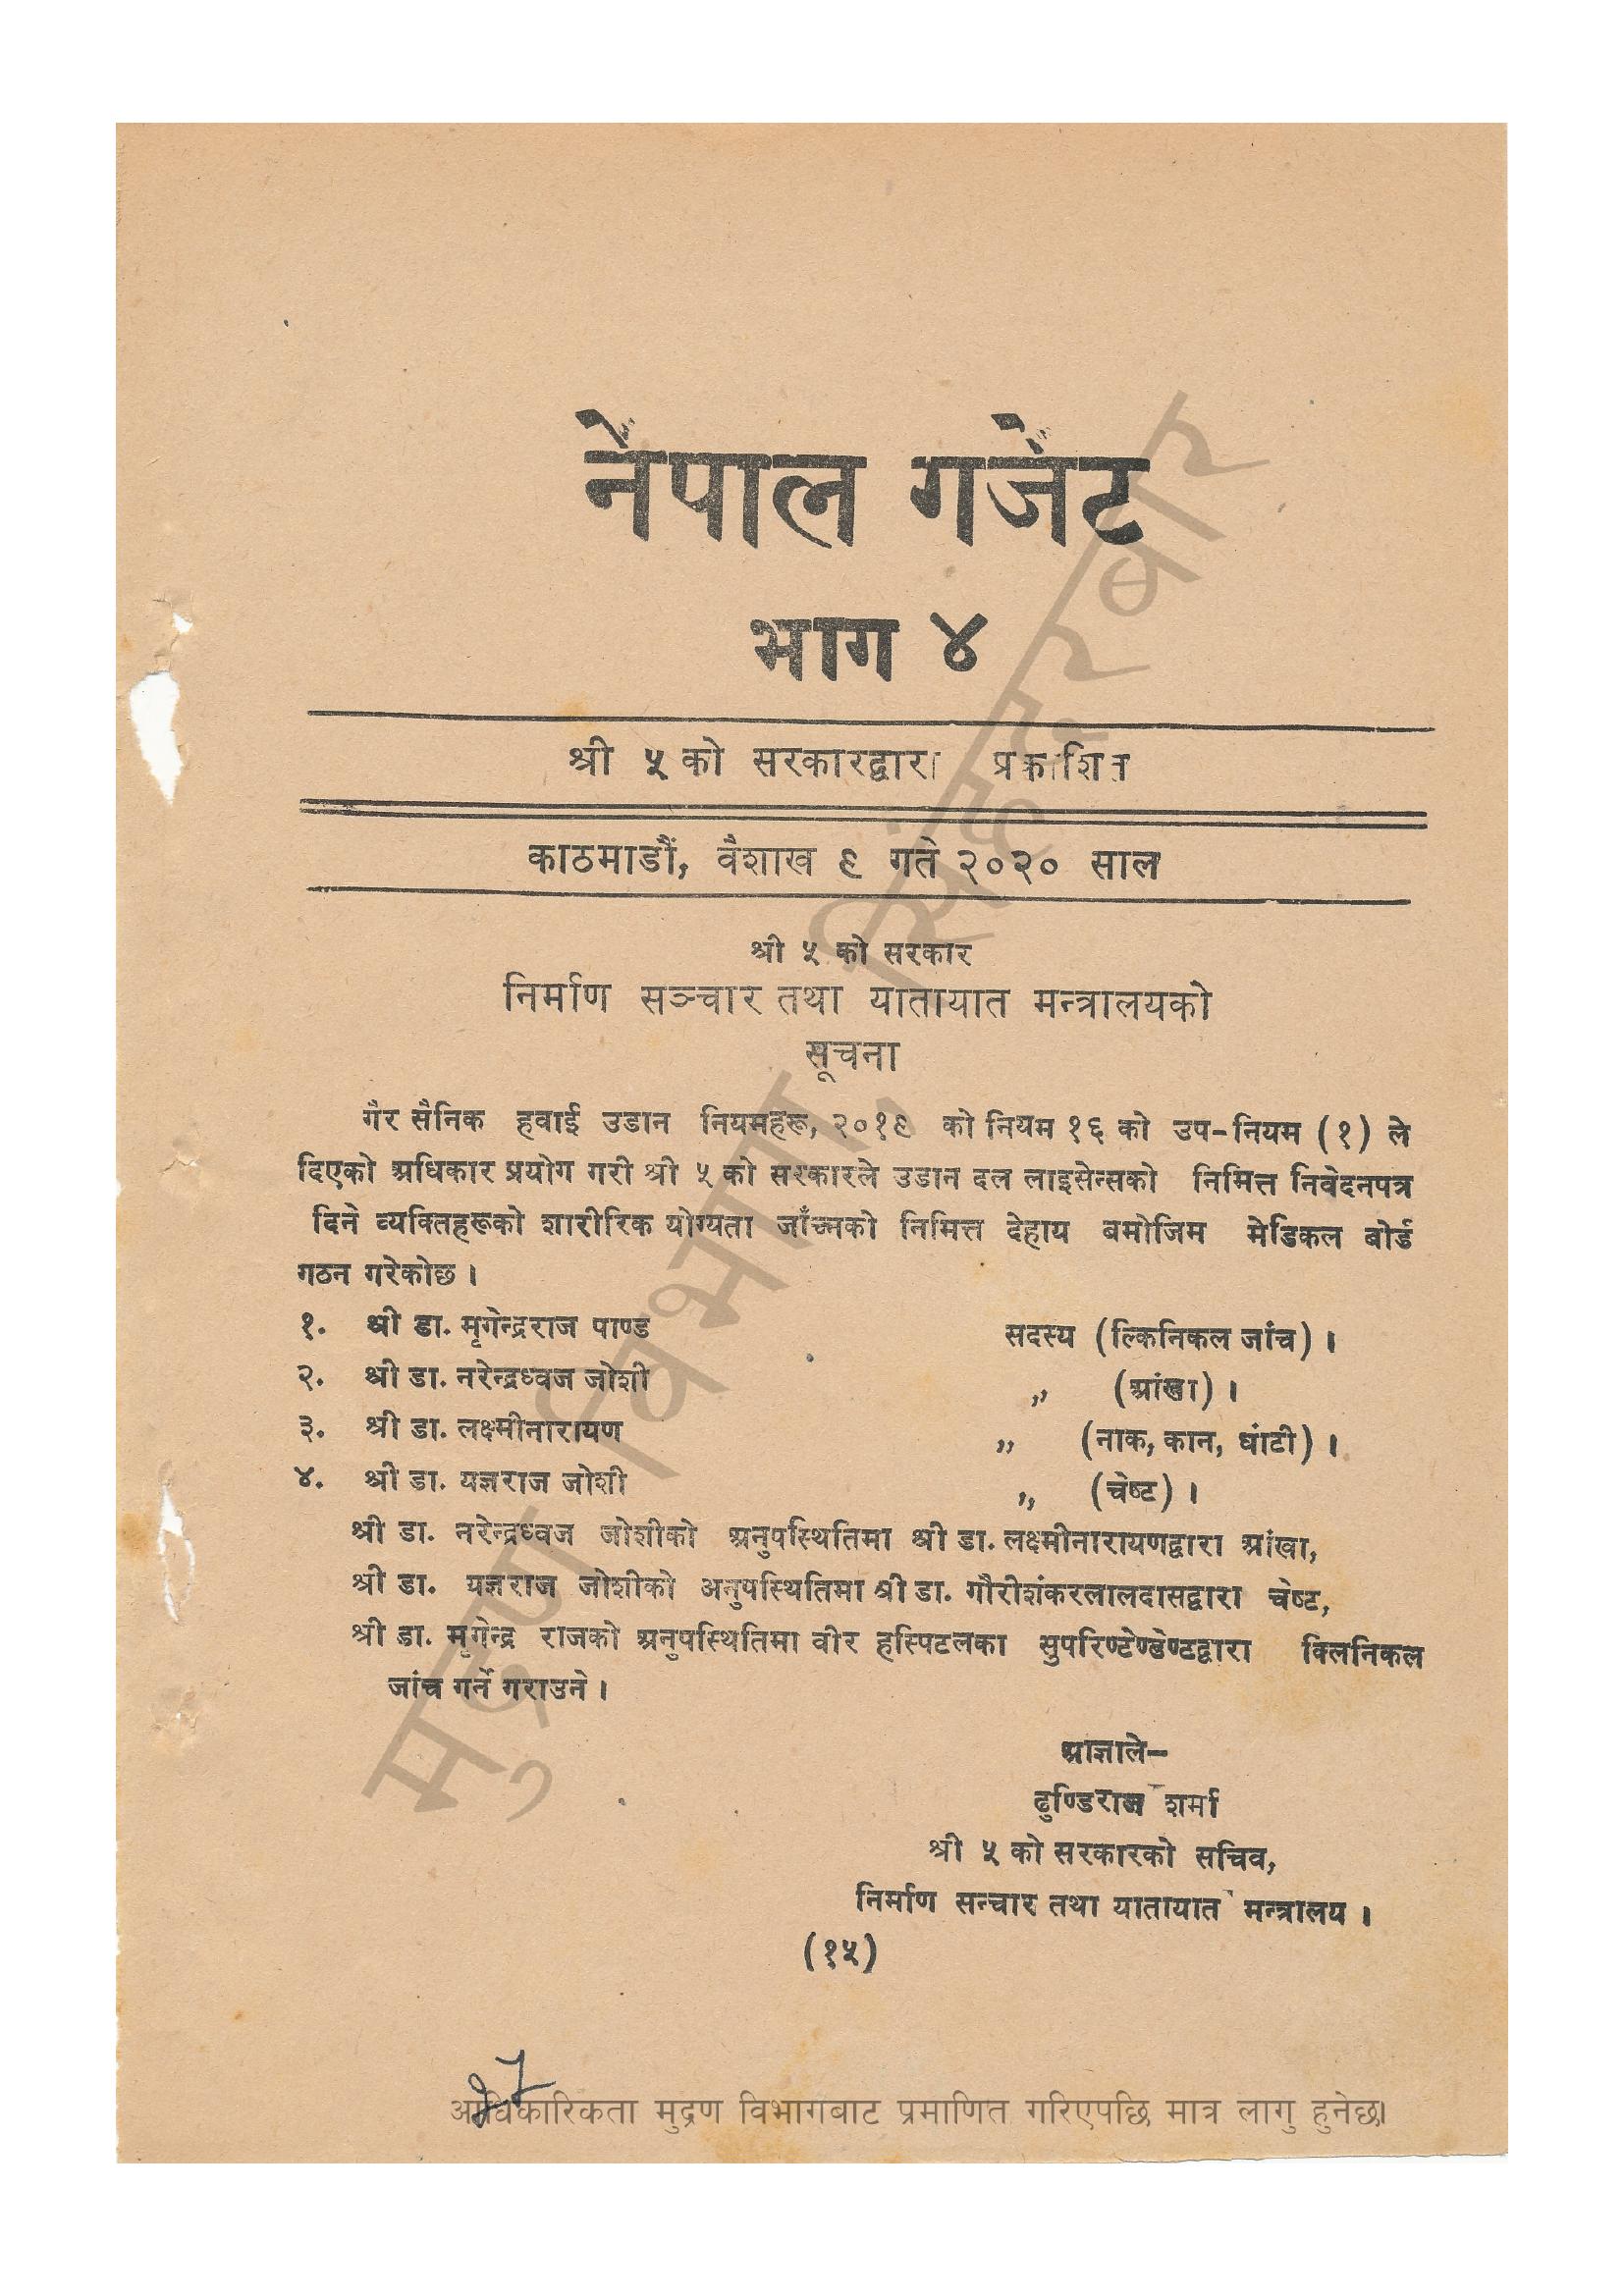 नेपाल गजेट
भाग ४
श्री ५ को सरकारद्वारा प्रकाशित
काठमाडौं, वैशाख ९ गते २०२० साल
श्री ५ को सरकार
निर्माण सञ्चार तथा यातायात मन्त्रालयको
सूचना
गैर सैनिक हवाई उडान नियमहरू, २०१९ को नियम १६ को उप-नियम (१) ले
दिएको अधिकार प्रयोग गरी श्री ५ को सरकारले उडान दल लाइसेन्सको निमित्त निवेदनपत्र
दिने व्यक्तिहरूको शारीरिक योग्यता जाँच्नको निमित्त देहाय बमोजिम मेडिकल बोर्ड
गठन गरेकोछ ।
१. श्री डा. मृगेन्द्रराज पाण्ड सदस्य (ल्किनिकल जांच) ।
२. श्री डा. नरेन्द्रध्वज जोशी ,, (आंखा) ।
३. श्री डा. लक्ष्मीनारायण ,, (नाक, कान, घांटी) ।
४. श्री डा. यज्ञराज जोशी ,, (चेष्ट) ।
श्री डा. नरेन्द्रध्वज जोशीको अनुपस्थितिमा श्री डा. लक्ष्मीनारायणद्वारा आंखा,
श्री डा. यज्ञराज जोशीको अनुपस्थितिमा श्री डा. गौरीशंकरलालदासद्वारा चेष्ट,
श्री डा. मृगेन्द्र राजको अनुपस्थितिमा वीर हस्पिटलका सुपरिण्टेण्डेण्टद्वारा क्लिनिकल
जांच गर्ने गराउने ।
आज्ञाले-
ढुण्डिराज शर्मा
श्री ५ को सरकारको सचिव,
निर्माण सन्चार तथा यातायात मन्त्रालय ।
(१५)
आधिकारिकता मुद्रण विभागबाट प्रमाणित गरिएपछि मात्र लागु हुनेछ।
मुद्रण विभाग, सिंहदरबार